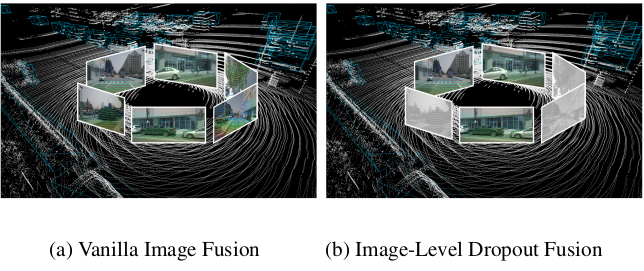 (a) Vanilla Image Fusion
(b) Image-Level Dropout Fusion